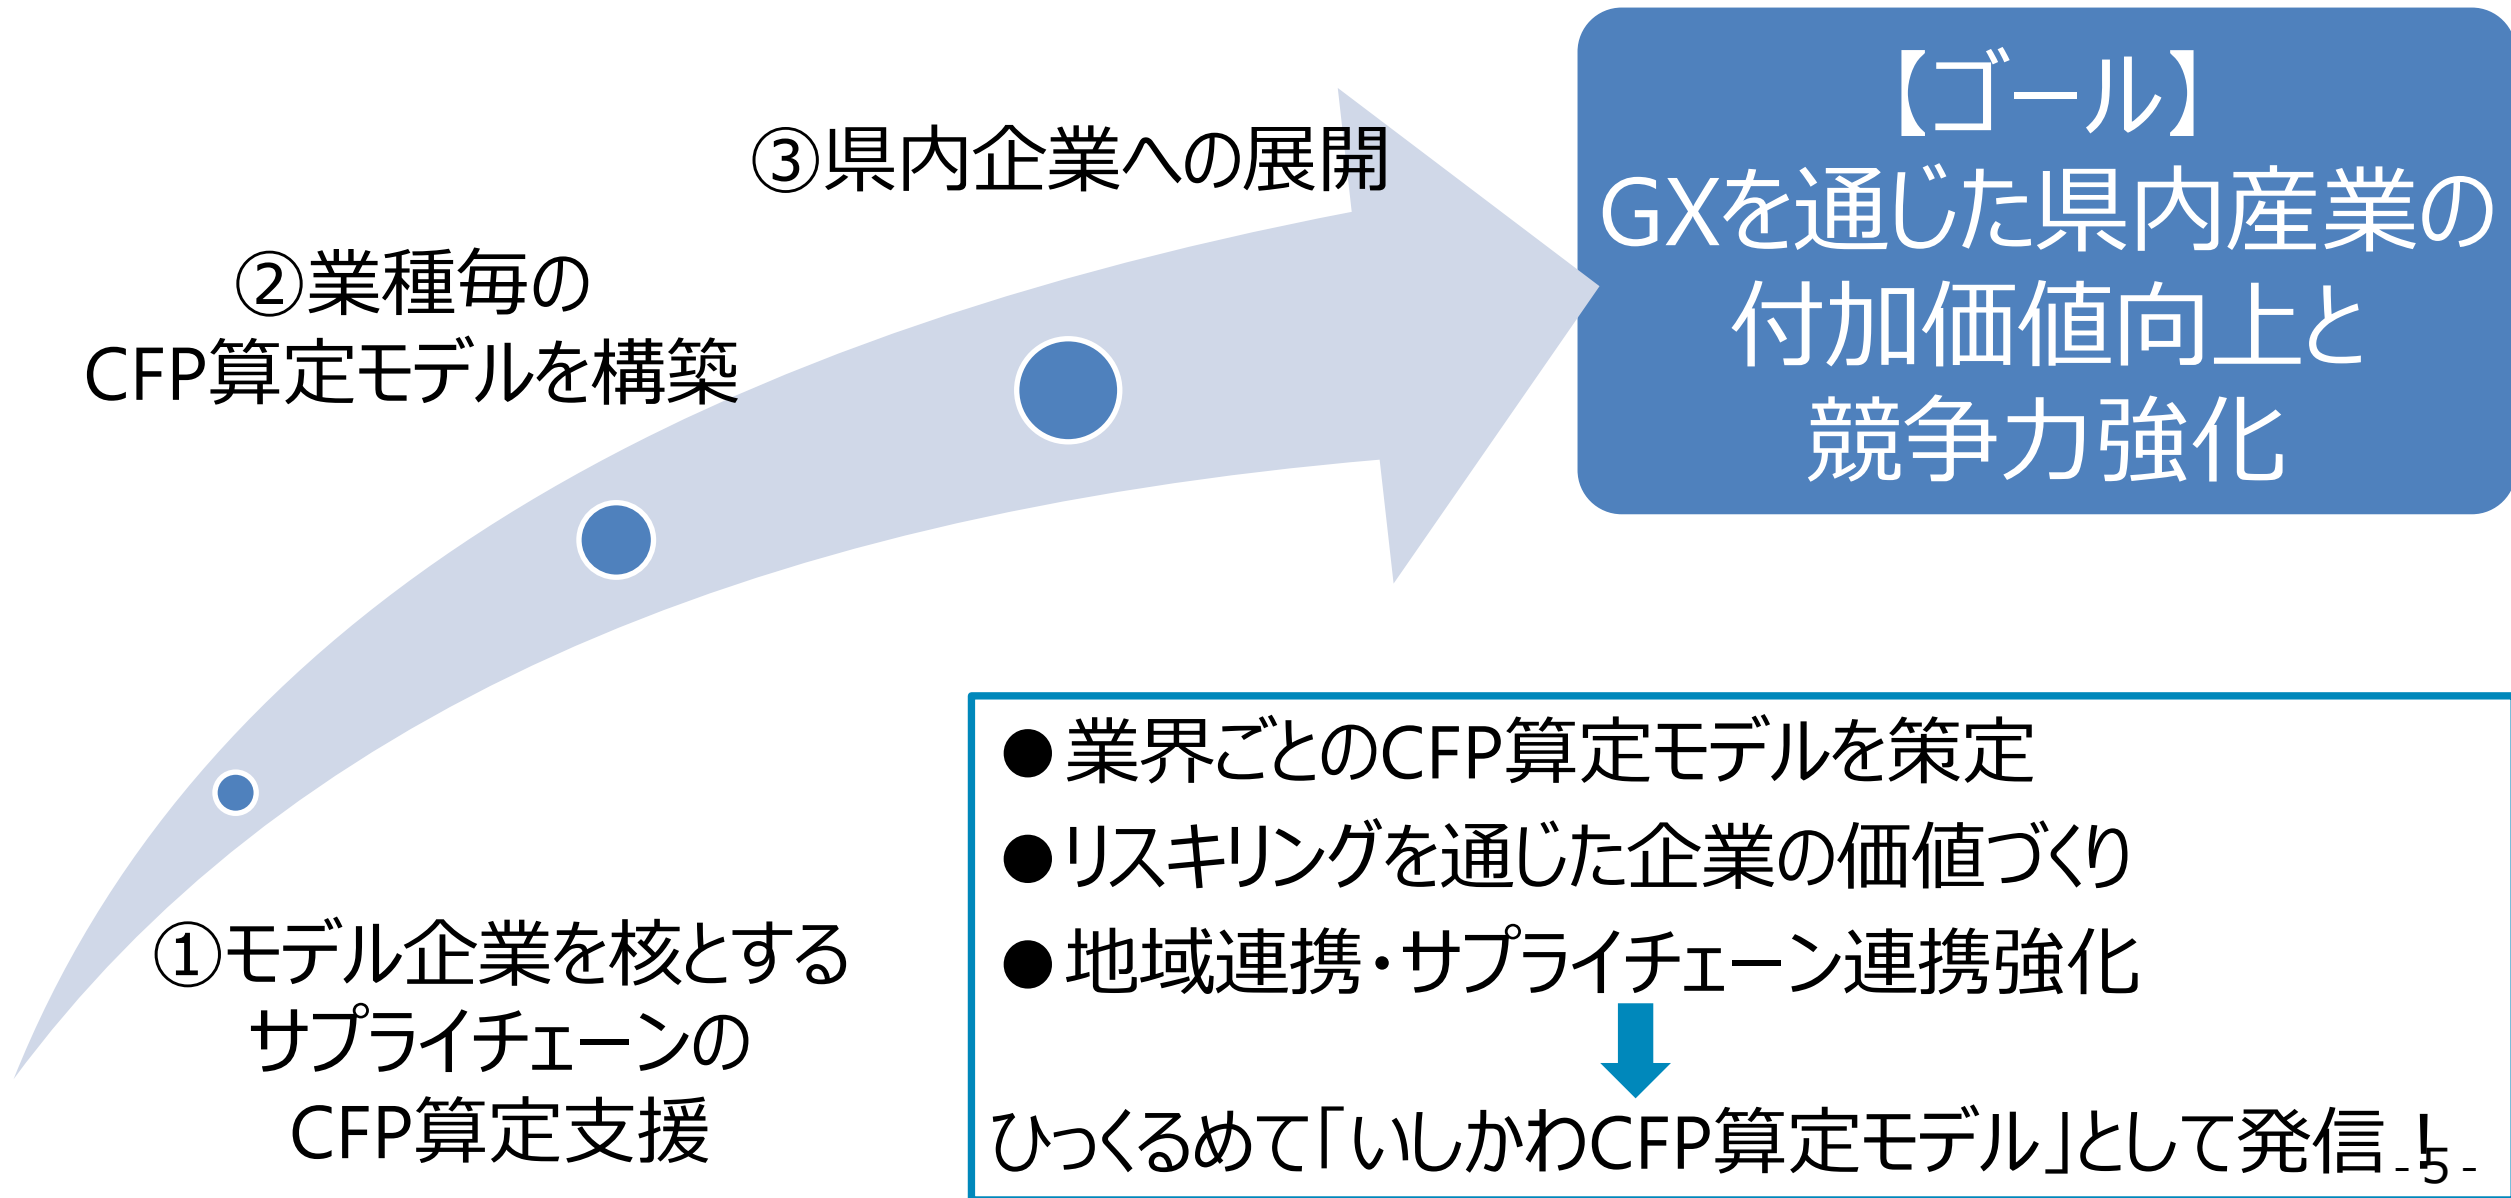 【ゴール】
GXを通じた県内産業の
付加価値向上と
競争力強化
③県内企業への展開
②業種毎の
CFP算定モデルを構築
①モデル企業を核とする
サプライチェーンの
CFP算定支援
●業界ごとのCFP算定モデルを策定
●リスキリングを通じた企業の価値づくり
●地域連携・サプライチェーン連携強化
ひっるめて「いしかわCFP算定モデル」として発信！
- 5 -